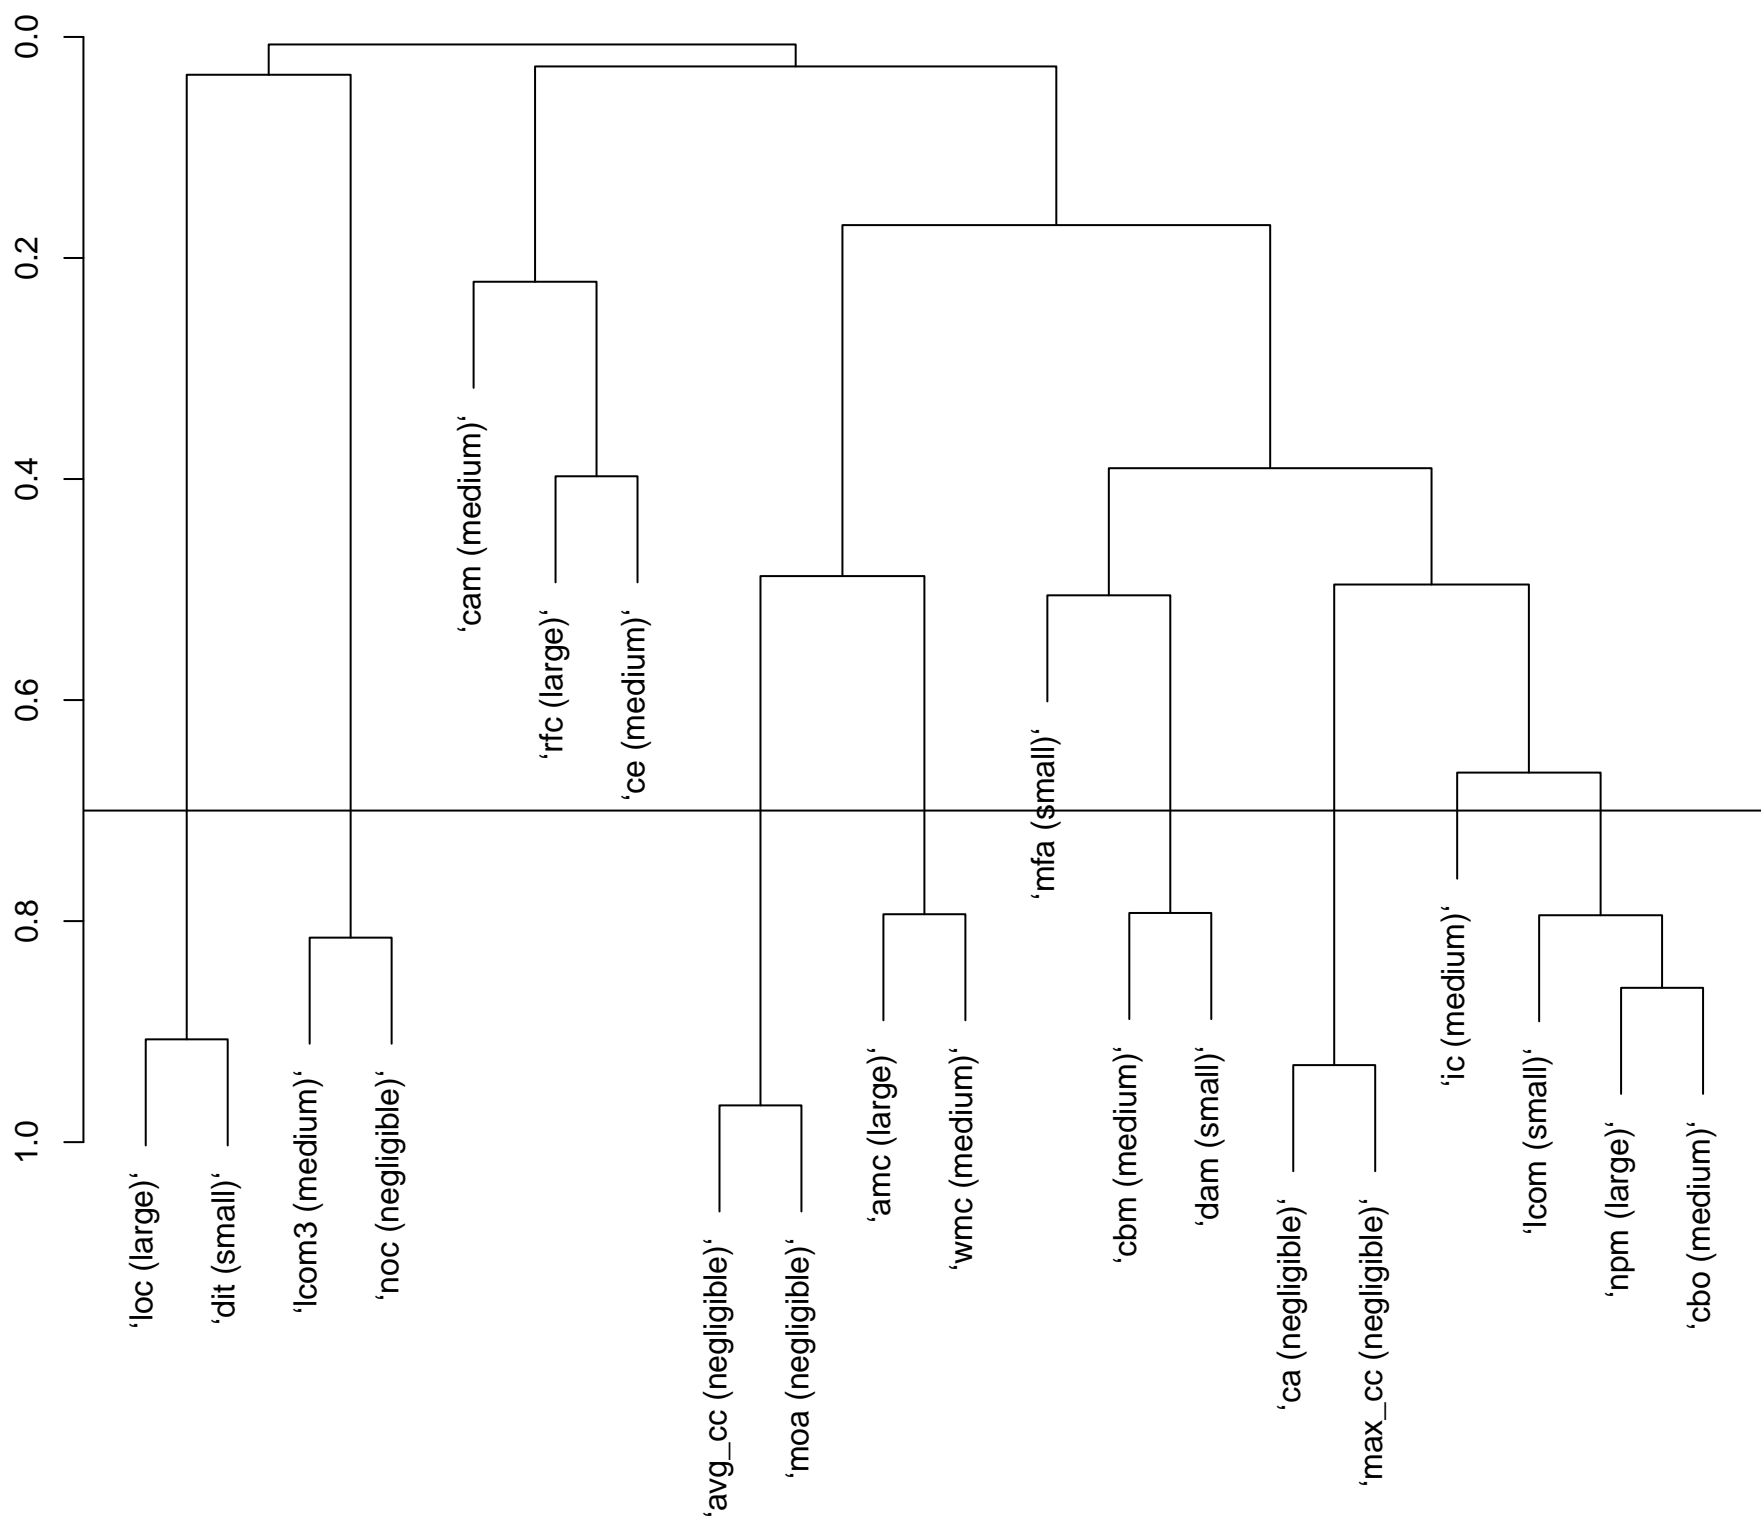 0.0
0.2
0.4
0.6
0.8
1.0
‘loc (large)‘
‘dit (small)‘
‘lcom3 (medium)‘
‘noc (negligible)‘
‘cam (medium)‘
‘rfc (large)‘
‘ce (medium)‘
‘avg_cc (negligible)‘
‘moa (negligible)‘
‘amc (large)‘
‘wmc (medium)‘
‘mfa (small)‘
‘cbm (medium)‘
‘dam (small)‘
‘ca (negligible)‘
‘max_cc (negligible)‘
‘ic (medium)‘
‘lcom (small)‘
‘npm (large)‘
‘cbo (medium)‘